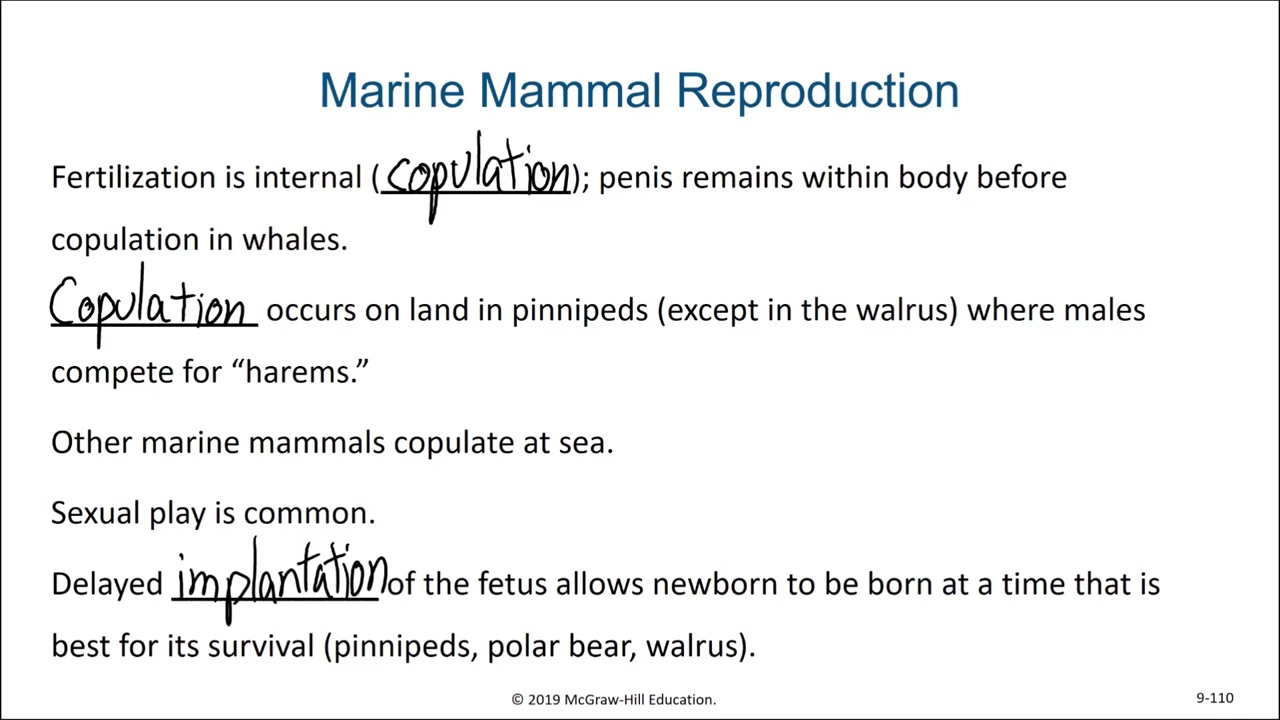 Marine Mammal Reproduction
Fertilization is internal (copulation); penis remains within body before
copulation in whales.
Copulation occurs on land in pinnipeds (except in the walrus) where males
compete for “harems.”
Other marine mammals copulate at sea.
Sexual play is common.
Delayed implantation of the fetus allows newborn to be born at a time that is
best for its survival (pinnipeds, polar bear, walrus).
© 2019 McGraw-Hill Education.
9-110